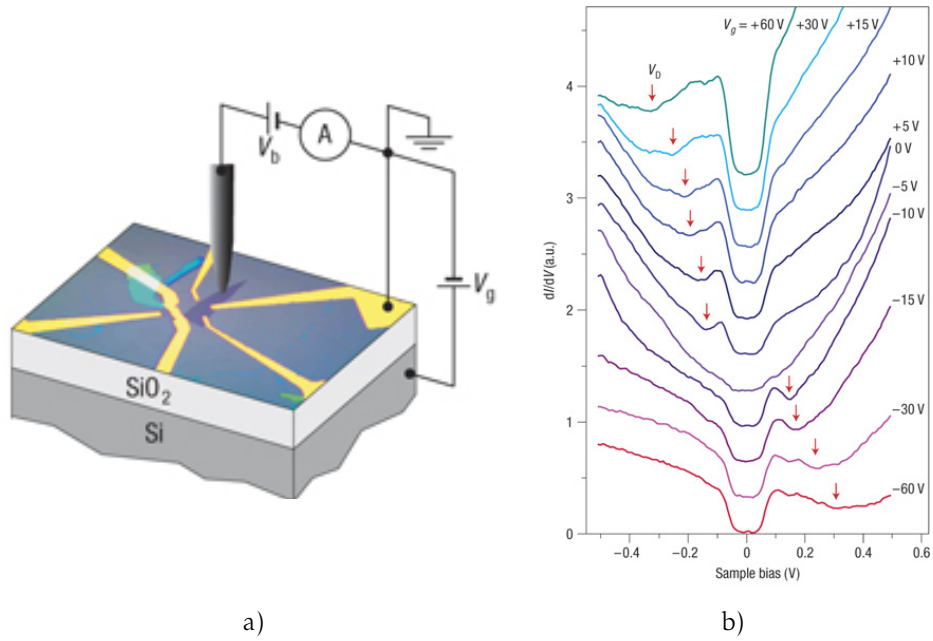 V_b
A
V_g
SiO₂
Si
a)
V_g = +60 V +30 V +15 V
+10 V
+5 V
0 V
−5 V
−10 V
−15 V
−30 V
−60 V
V_D
4
3
2
1
0
dI/dV (a.u.)
−0.4 −0.2 0 0.2 0.4 0.6
Sample bias (V)
b)